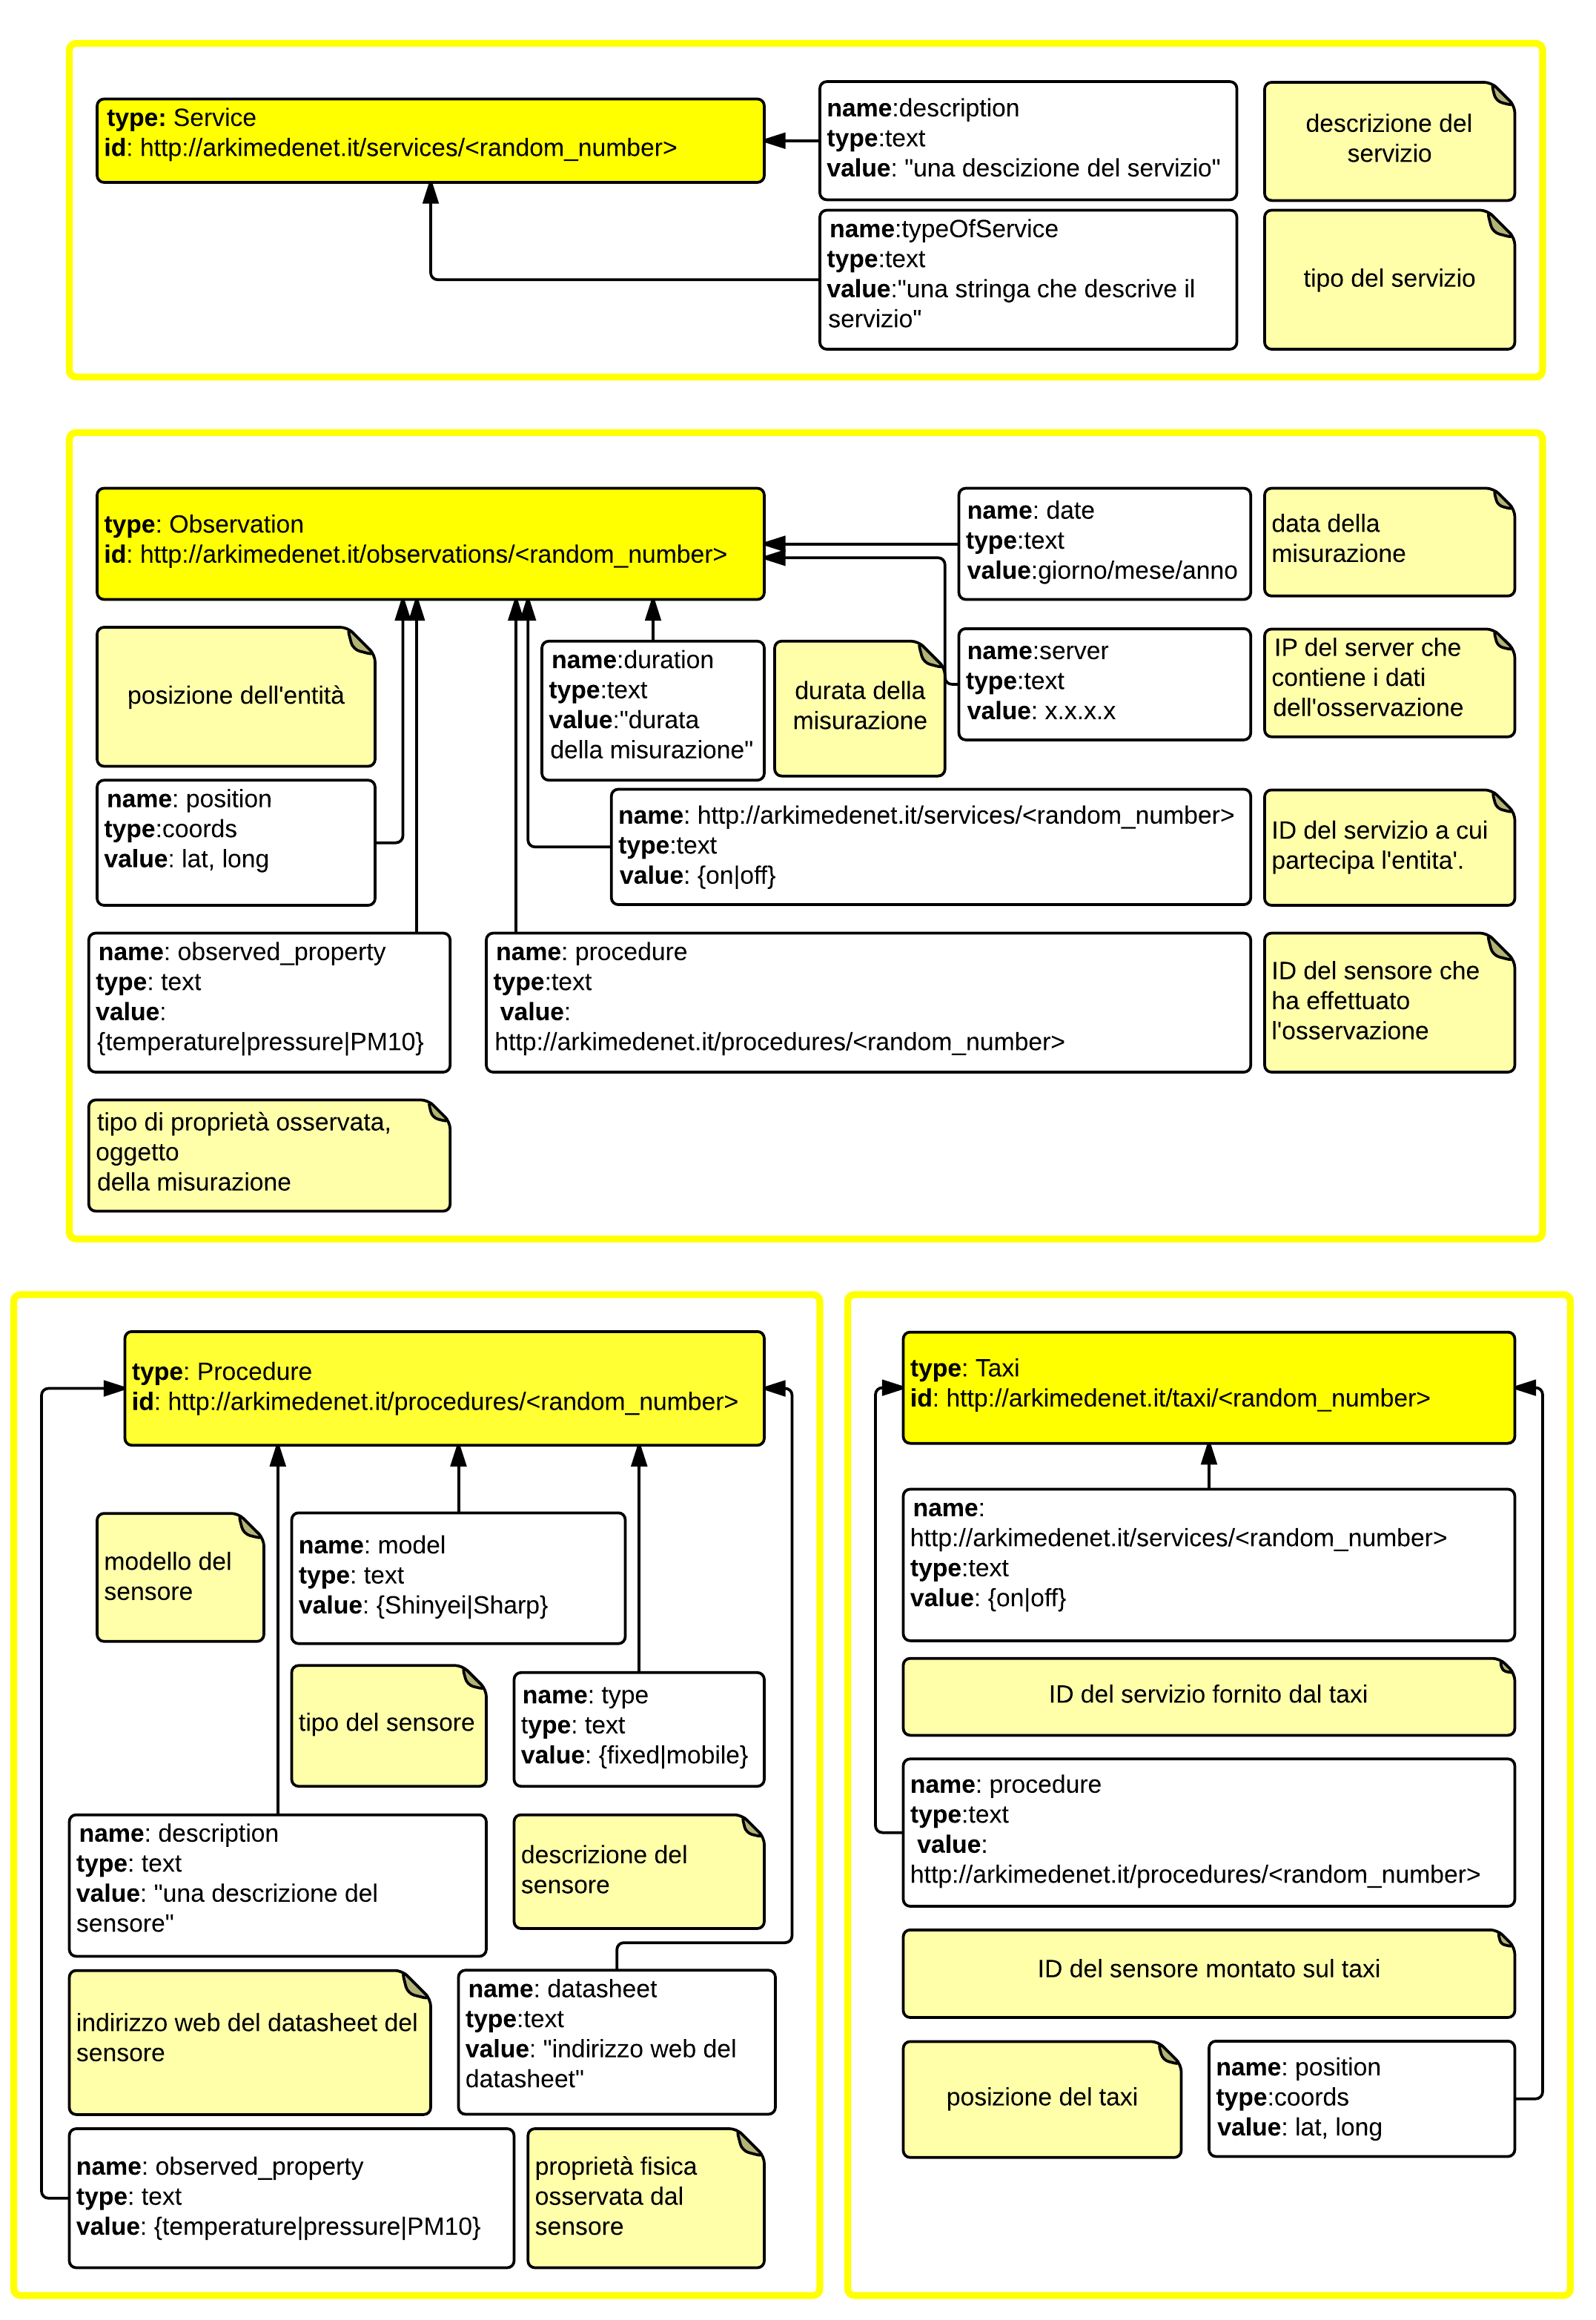 type: Service
id: http://arkimedenet.it/services/<random_number>
name:description
type:text
value: "una descizione del servizio"
descrizione del
servizio
name:typeOfService
type:text
value:"una stringa che descrive il
servizio"
tipo del servizio
type: Observation
id: http://arkimedenet.it/observations/<random_number>
name: date
type:text
value:giorno/mese/anno
data della
misurazione
posizione dell'entità
name:duration
type:text
value:"durata
della misurazione"
durata della
misurazione
name:server
type:text
value: x.x.x.x
IP del server che
contiene i dati
dell'osservazione
name: position
type:coords
value: lat, long
name: http://arkimedenet.it/services/<random_number>
type:text
value: {on|off}
ID del servizio a cui
partecipa l'entita'.
name: observed_property
type: text
value:
{temperature|pressure|PM10}
name: procedure
type:text
value:
http://arkimedenet.it/procedures/<random_number>
ID del sensore che
ha effettuato
l'osservazione
tipo di proprietà osservata,
oggetto
della misurazione
type: Procedure
id: http://arkimedenet.it/procedures/<random_number>
modello del
sensore
name: model
type: text
value: {Shinyei|Sharp}
tipo del sensore
name: type
type: text
value: {fixed|mobile}
name: description
type: text
value: "una descrizione del
sensore"
descrizione del
sensore
indirizzo web del datasheet del
sensore
name: datasheet
type:text
value: "indirizzo web del
datasheet"
name: observed_property
type: text
value: {temperature|pressure|PM10}
proprietà fisica
osservata dal
sensore
type: Taxi
id: http://arkimedenet.it/taxi/<random_number>
name:
http://arkimedenet.it/services/<random_number>
type:text
value: {on|off}
ID del servizio fornito dal taxi
name: procedure
type:text
value:
http://arkimedenet.it/procedures/<random_number>
ID del sensore montato sul taxi
posizione del taxi
name: position
type:coords
value: lat, long